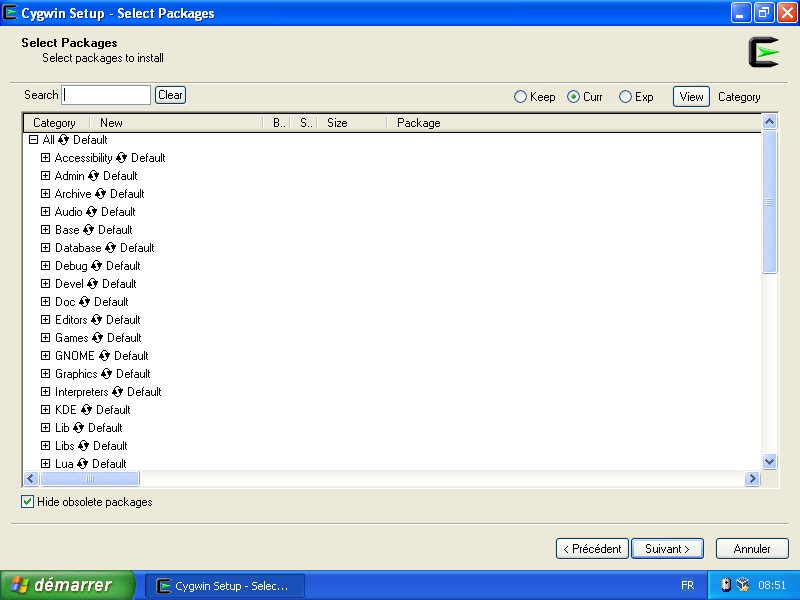 Cygwin Setup - Select Packages
Select Packages
Select packages to install
Search Clear Keep Curr Exp View Category
Category New B.. S.. Size Package
All Default
Accessibility Default
Admin Default
Archive Default
Audio Default
Base Default
Database Default
Debug Default
Devel Default
Doc Default
Editors Default
Games Default
GNOME Default
Graphics Default
Interpreters Default
KDE Default
Lib Default
Libs Default
Lua Default
Hide obsolete packages
< Précédent Suivant > Annuler
démarrer Cygwin Setup - Selec... FR 08:51